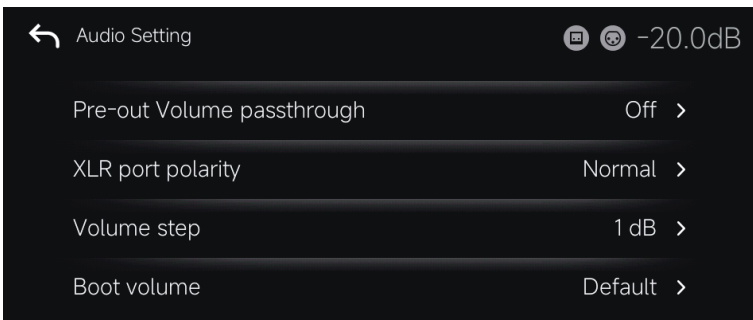 Audio Setting -20.0dB
Pre-out Volume passthrough Off
XLR port polarity Normal
Volume step 1 dB
Boot volume Default